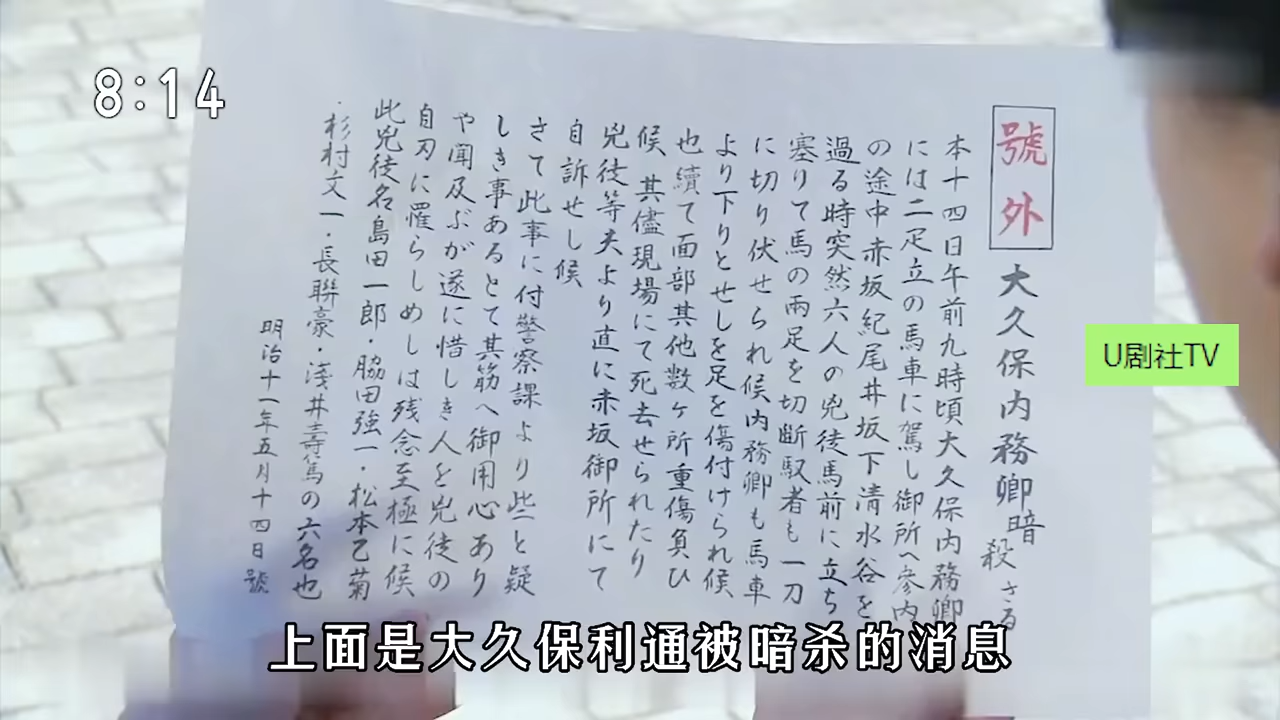 8:14
號外
大久保内務卿暗殺さる
本十四日午前九時頃大久保内務卿
には二疋立の馬車に駕し御所へ參内
の途中赤坂紀尾井坂下清水谷を
過る時突然六人の兇徒馬前に立ち
塞りて馬の兩足を切断馭者も一刀
に切り伏せられ候内務卿も馬車
より下りとせしを足を傷付けられ候
也續て面部其他数ヶ所重傷負ひ
候 其儘現場にて死去せられたり
兇徒等夫より直に赤坂御所にて
自訴せし候
さて此事に付警察課より些と疑
しき事あるとて其筋へ御用心あり
や聞及ぶが遂に惜しき人を兇徒の
自刃に罹らしめしは残念至極に候
此兇徒名島田一郎・脇田強一・松本乙菊
・杉村文一・長聯豪・淺井壽篤の六名也
明治十一年五月十四日 號
U剧社TV
上面是大久保利通被暗杀的消息